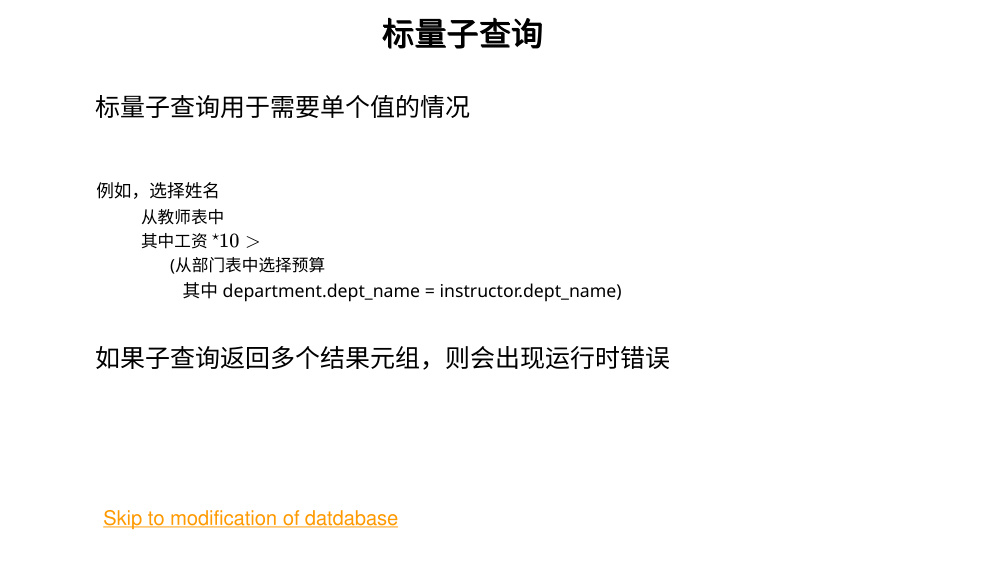 标量子查询
标量子查询用于需要单个值的情况
例如，选择姓名
从教师表中
其中工资 *10 >
(从部门表中选择预算
其中 department.dept_name = instructor.dept_name)
如果子查询返回多个结果元组，则会出现运行时错误
Skip to modification of datdabase